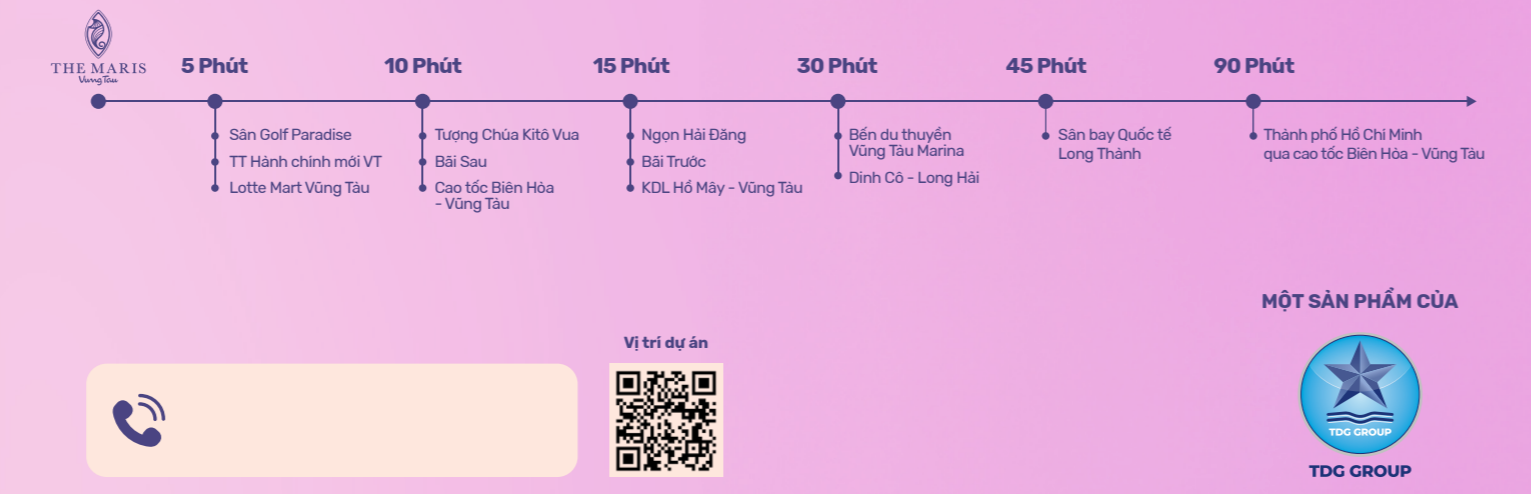 THE MARIS
Vũng Tàu
5 Phút
Sân Golf Paradise
TT Hành chính mới VT
Lotte Mart Vũng Tàu
10 Phút
Tượng Chúa Kitô Vua
Bãi Sau
Cao tốc Biên Hòa
- Vũng Tàu
15 Phút
Ngọn Hải Đăng
Bãi Trước
KDL Hồ Mây - Vũng Tàu
30 Phút
Bến du thuyền
Vũng Tàu Marina
Dinh Cô - Long Hải
45 Phút
Sân bay Quốc tế
Long Thành
90 Phút
Thành phố Hồ Chí Minh
qua cao tốc Biên Hòa - Vũng Tàu
Vị trí dự án
MỘT SẢN PHẨM CỦA
TDG GROUP
TDG GROUP